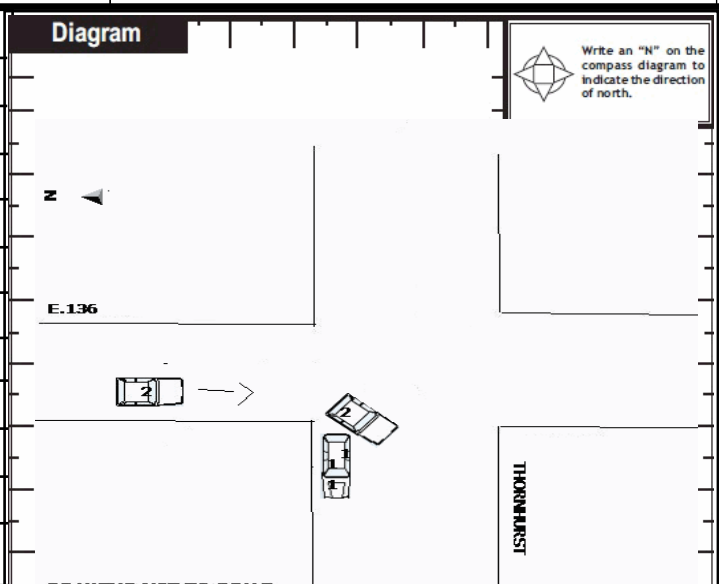 Diagram
Write an “N” on the
compass diagram to
indicate the direction
of north.
N
E.136
2
2
1
1
THORNHURST